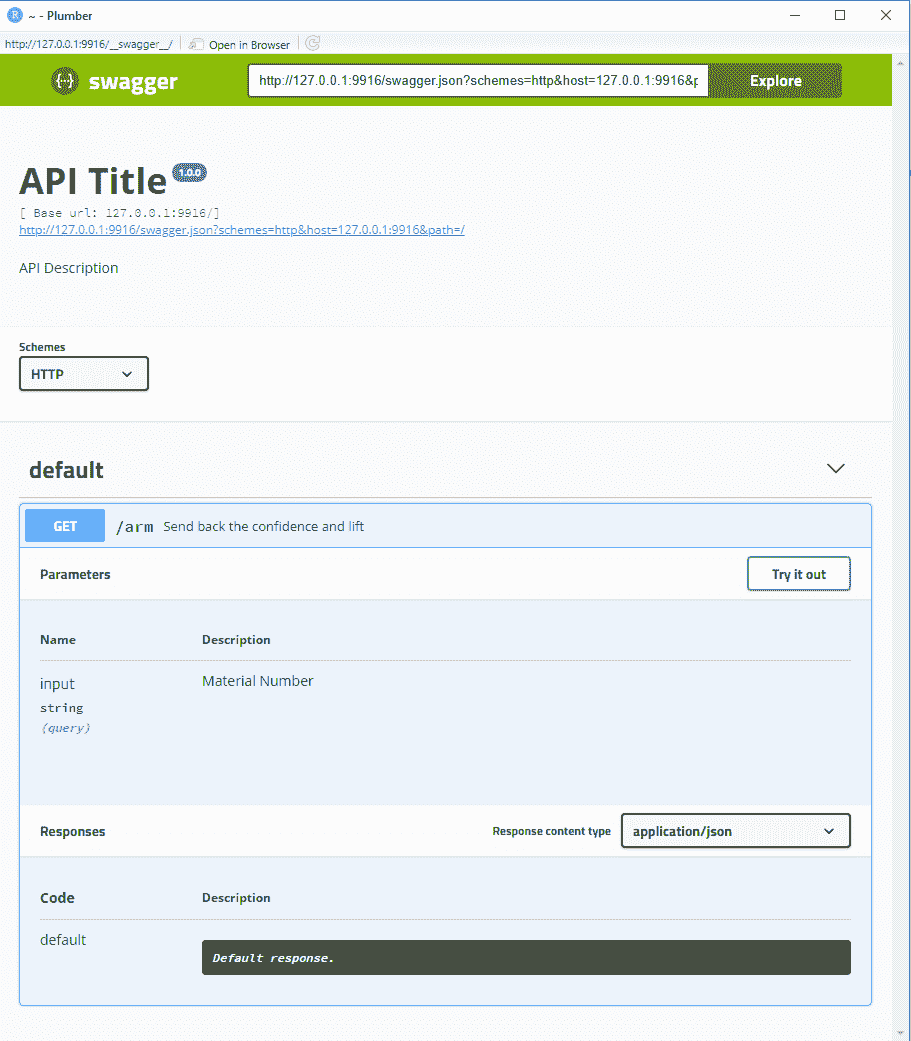 ~ - Plumber
http://127.0.0.1:9916/__swagger__/ Open in Browser
swagger http://127.0.0.1:9916/swagger.json?schemes=http&host=127.0.0.1:9916&p Explore
API Title 1.0.0
[ Base url: 127.0.0.1:9916/]
http://127.0.0.1:9916/swagger.json?schemes=http&host=127.0.0.1:9916&path=/
API Description
Schemes
HTTP
default
GET /arm Send back the confidence and lift
Parameters Try it out
Name Description
input Material Number
string
(query)
Responses Response content type application/json
Code Description
default
Default response.